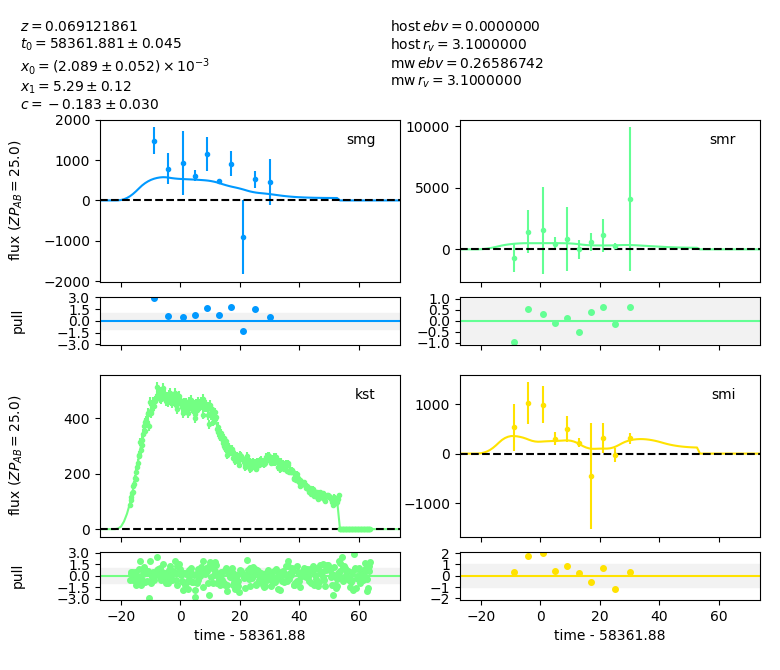 z = 0.069121861
t₀ = 58361.881 ± 0.045
x₀ = (2.089 ± 0.052) × 10⁻³
x₁ = 5.29 ± 0.12
c = −0.183 ± 0.030
host ebv = 0.0000000
host rᵥ = 3.1000000
mw ebv = 0.26586742
mw rᵥ = 3.1000000
flux (ZP_AB = 25.0)
2000
1000
0
−1000
−2000
smg
10000
5000
0
smr
pull
3.0
1.5
0.0
−1.5
−3.0
1.0
0.5
0.0
−0.5
−1.0
flux (ZP_AB = 25.0)
400
200
0
kst
1000
0
−1000
smi
pull
3.0
1.5
0.0
−1.5
−3.0
2
1
0
−1
−2
−20 0 20 40 60
−20 0 20 40 60
time - 58361.88
time - 58361.88